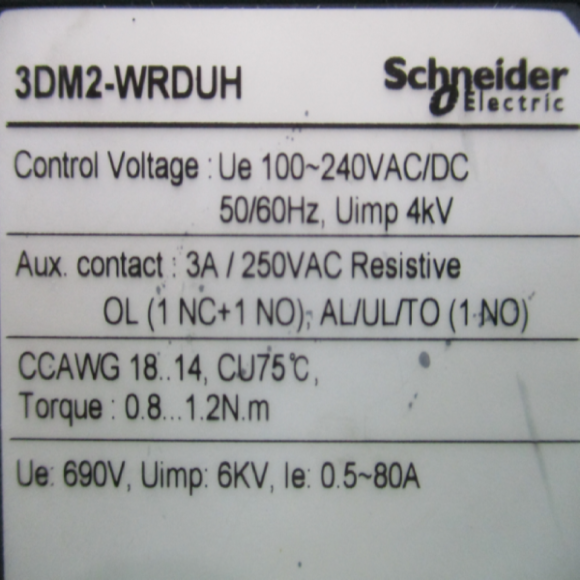 3DM2-WRDUH
Schneider
Electric
Control Voltage : Ue 100~240VAC/DC
50/60Hz, Uimp 4kV
Aux. contact : 3A / 250VAC Resistive
OL (1 NC+1 NO), AL/UL/TO (1 NO)
CCAWG 18..14, CU75℃,
Torque : 0.8...1.2N.m
Ue: 690V, Uimp: 6KV, Ie: 0.5~80A